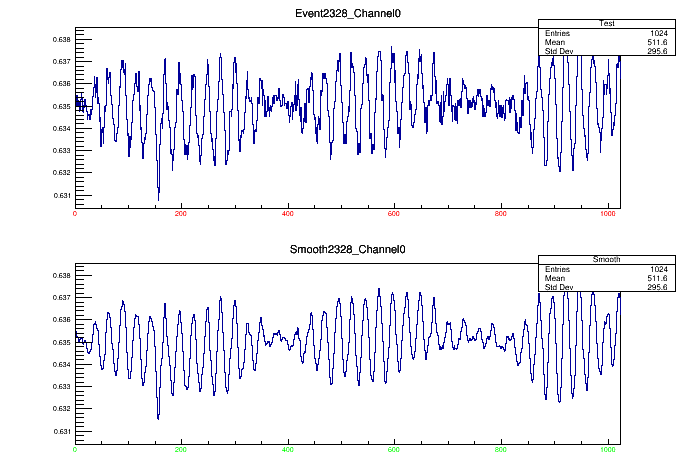 Event2328_Channel0
Test
Entries 1024
Mean 511.6
Std Dev 295.6
0.638
0.637
0.636
0.635
0.634
0.633
0.632
0.631
0 200 400 600 800 1000
Smooth2328_Channel0
Smooth
Entries 1024
Mean 511.6
Std Dev 295.6
0.638
0.637
0.636
0.635
0.634
0.633
0.632
0.631
0 200 400 600 800 1000